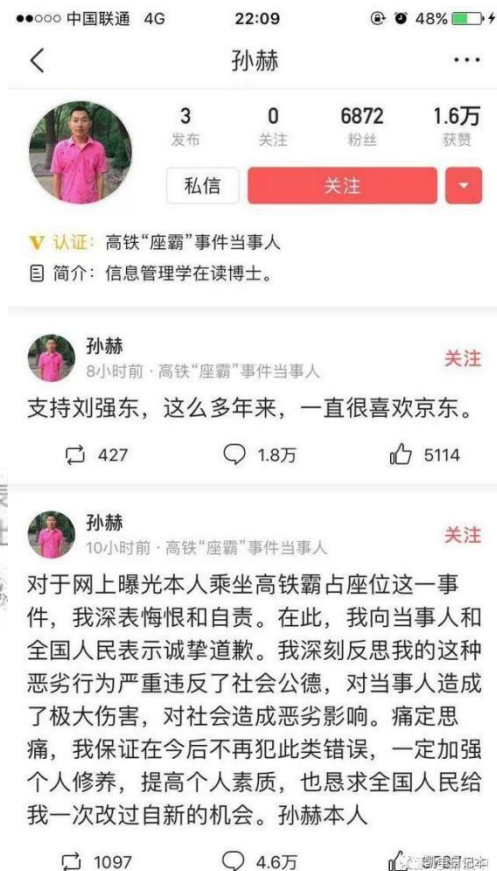 中国联通 4G 22:09 48%
孙赫
3 0 6872 1.6万
发布 关注 粉丝 获赞
私信 关注
V 认证：高铁“座霸”事件当事人
简介：信息管理学在读博士。
孙赫
关注
8小时前·高铁“座霸”事件当事人
支持刘强东，这么多年来，一直很喜欢京东。
427 1.8万 5114
孙赫
关注
10小时前·高铁“座霸”事件当事人
对于网上曝光本人乘坐高铁霸占座位这一事
件，我深表悔恨和自责。在此，我向当事人和
全国人民表示诚挚道歉。我深刻反思我的这种
恶劣行为严重违反了社会公德，对当事人造成
了极大伤害，对社会造成恶劣影响。痛定思
痛，我保证在今后不再犯此类错误，一定加强
个人修养，提高个人素质，也恳求全国人民给
我一次改过自新的机会。孙赫本人
1097 4.6万